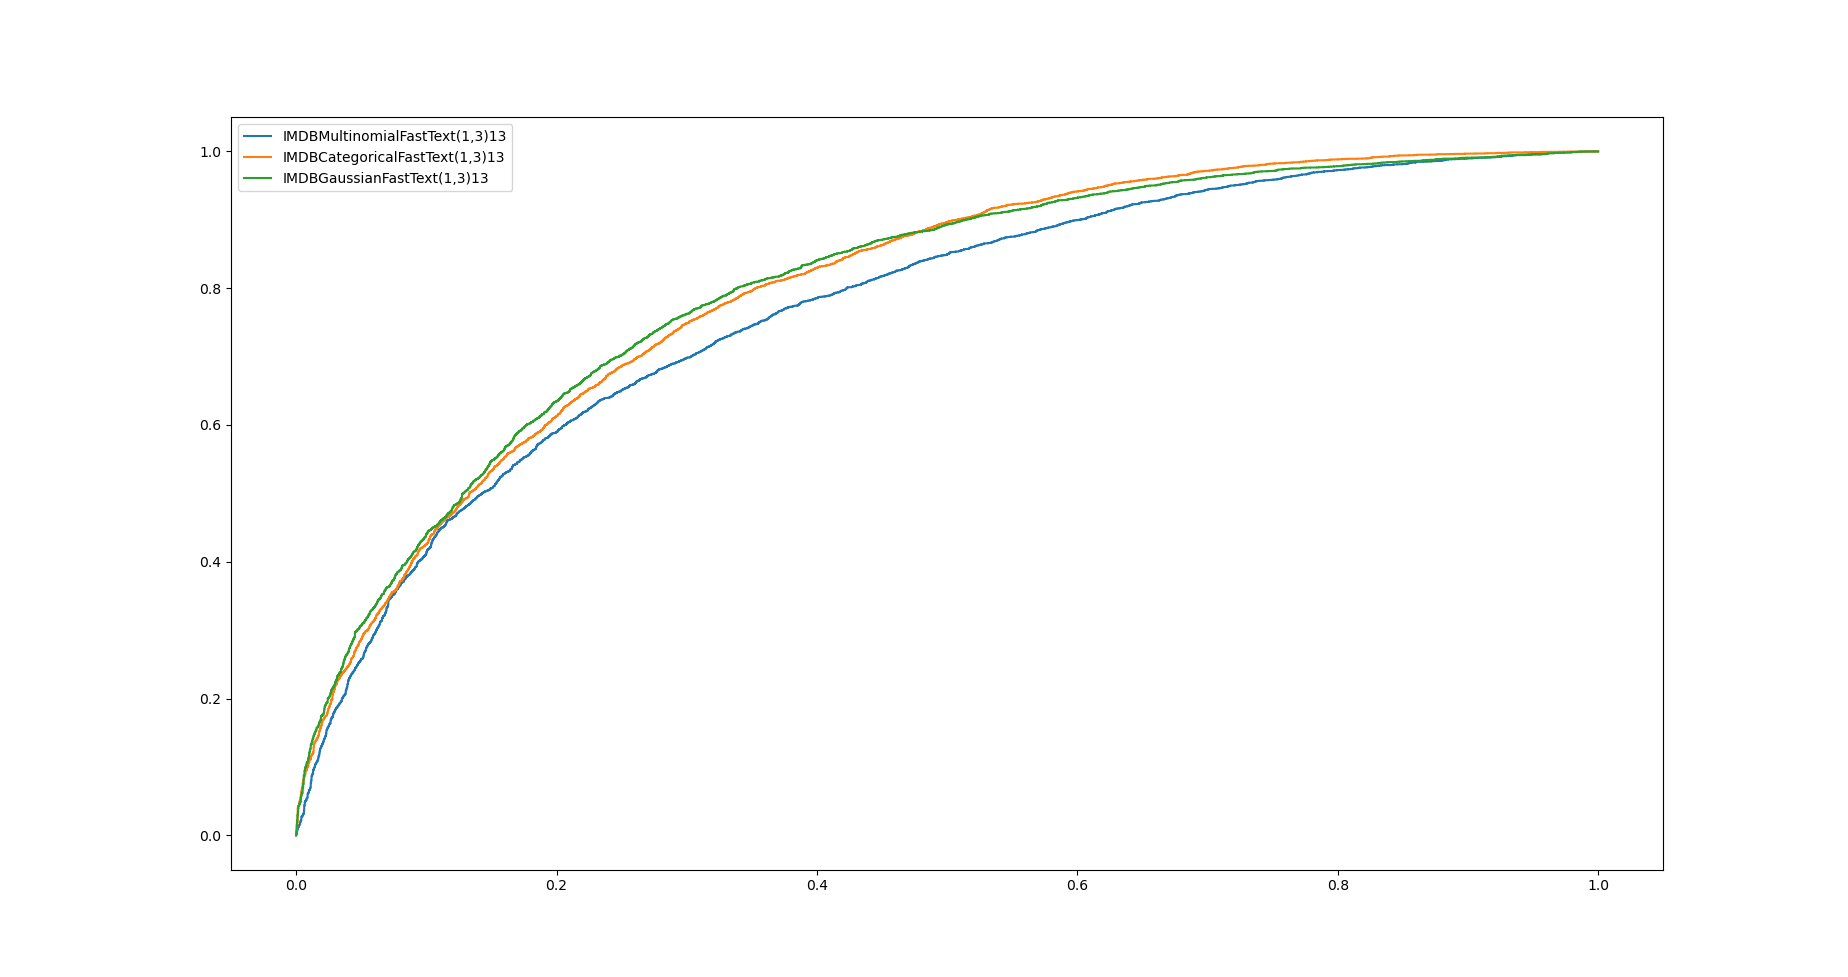 IMDBMultinomialFastText(1,3)13
IMDBCategoricalFastText(1,3)13
IMDBGaussianFastText(1,3)13
1.0
0.8
0.6
0.4
0.2
0.0
0.0 0.2 0.4 0.6 0.8 1.0